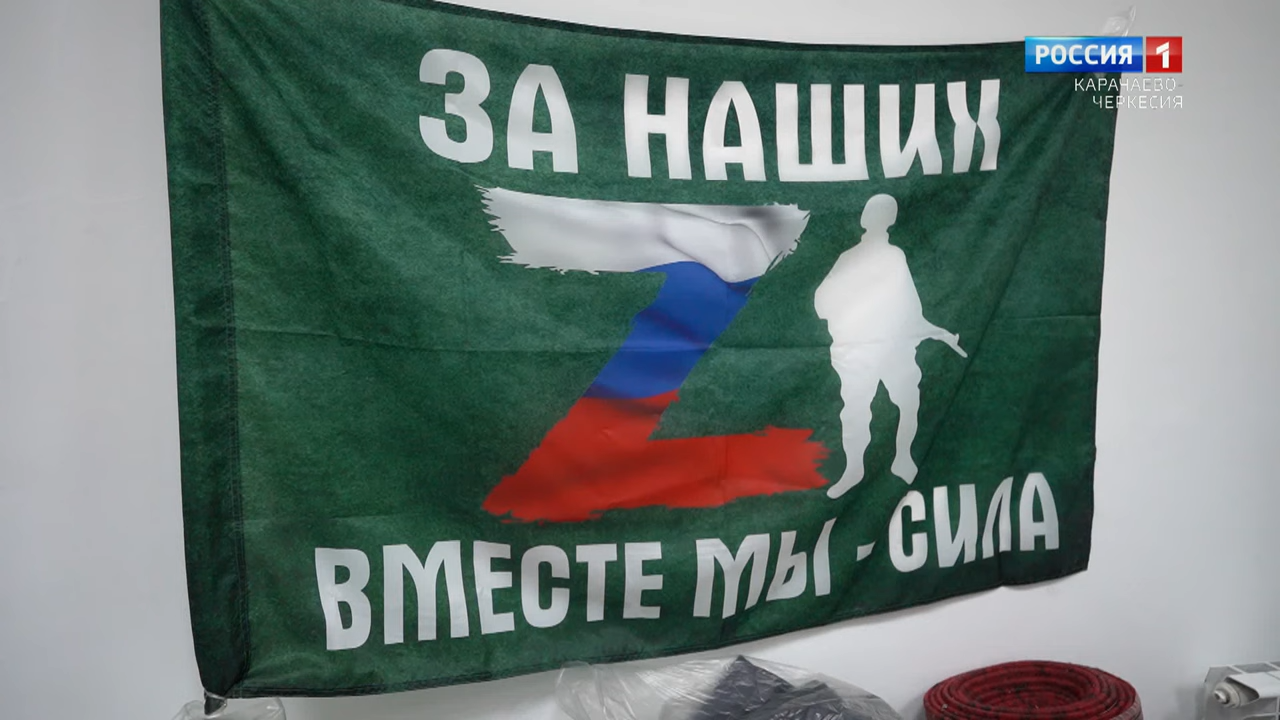 РОССИЯ 1
КАРАЧАЕВО-
ЧЕРКЕСИЯ
ЗА НАШИХ
Z
ВМЕСТЕ МЫ - СИЛА